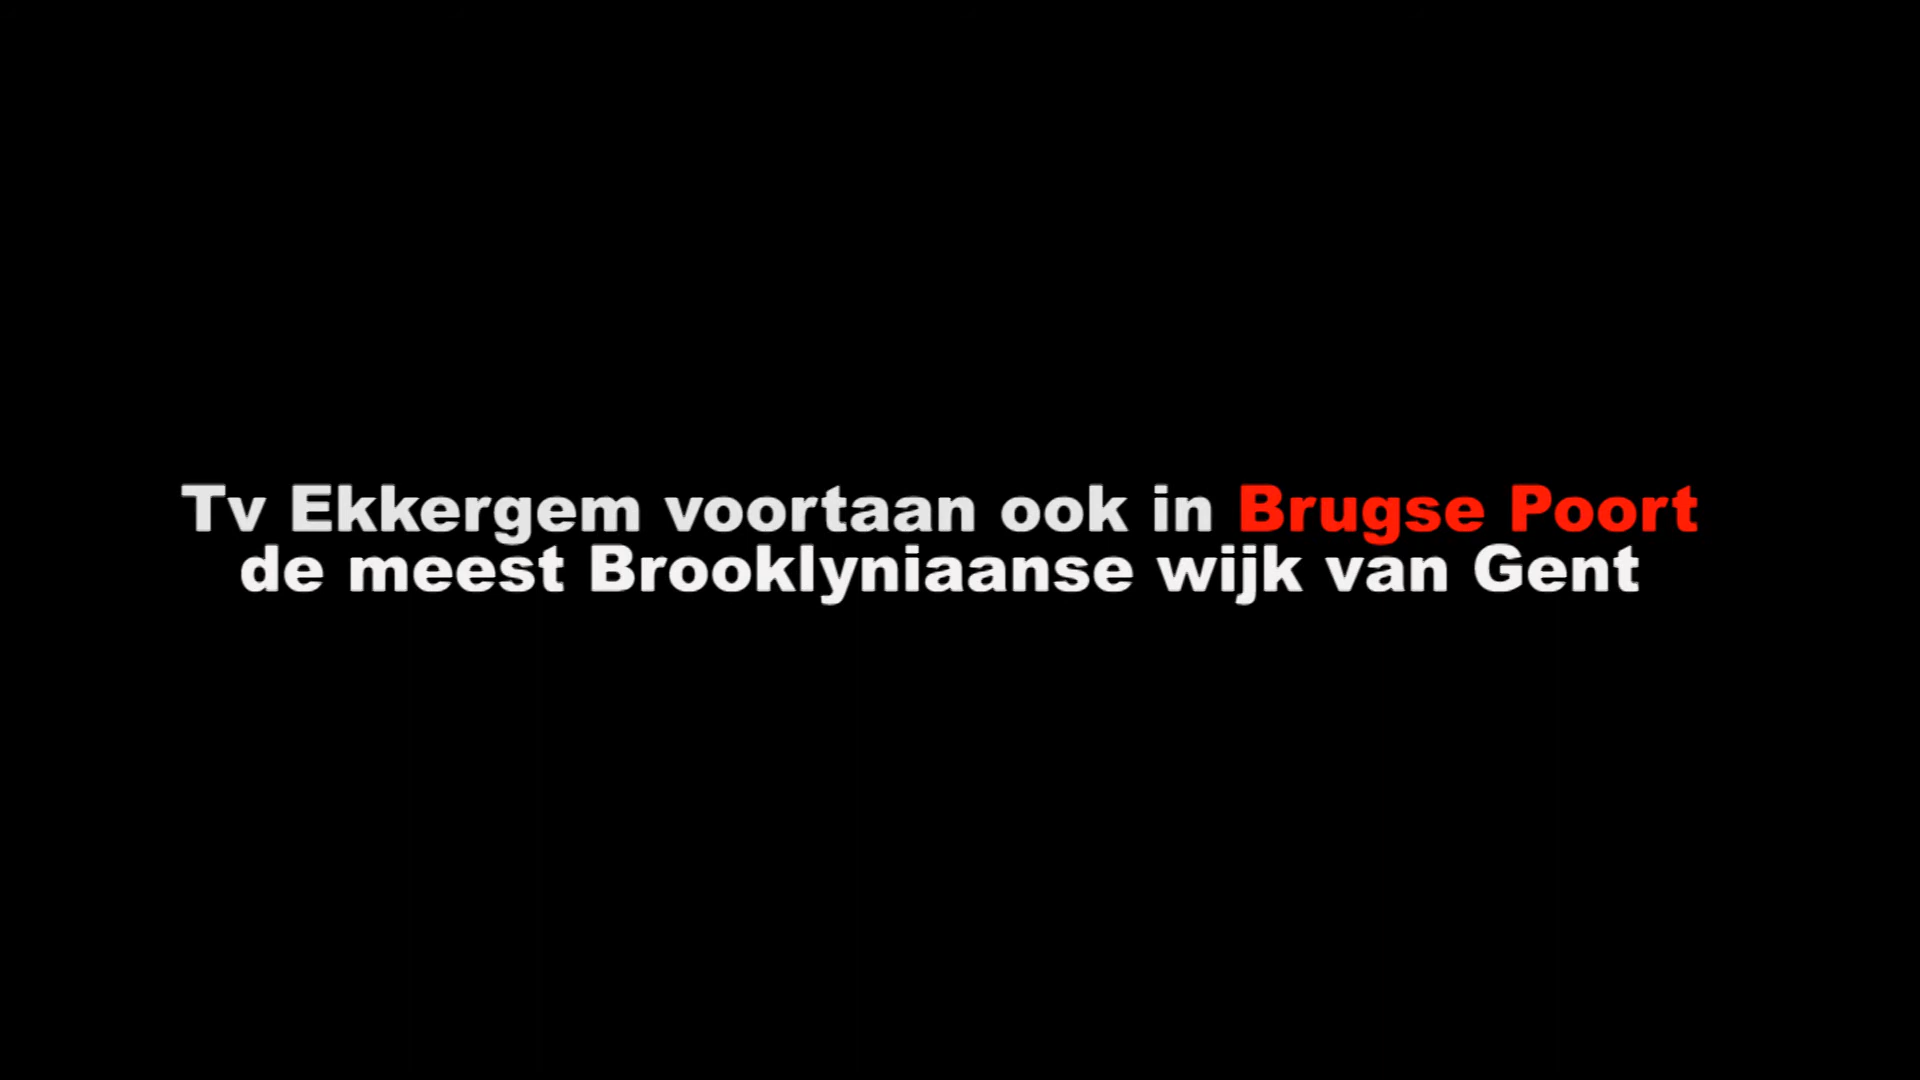 Tv Ekkergem voortaan ook in Brugse Poort
de meest Brooklyniaanse wijk van Gent